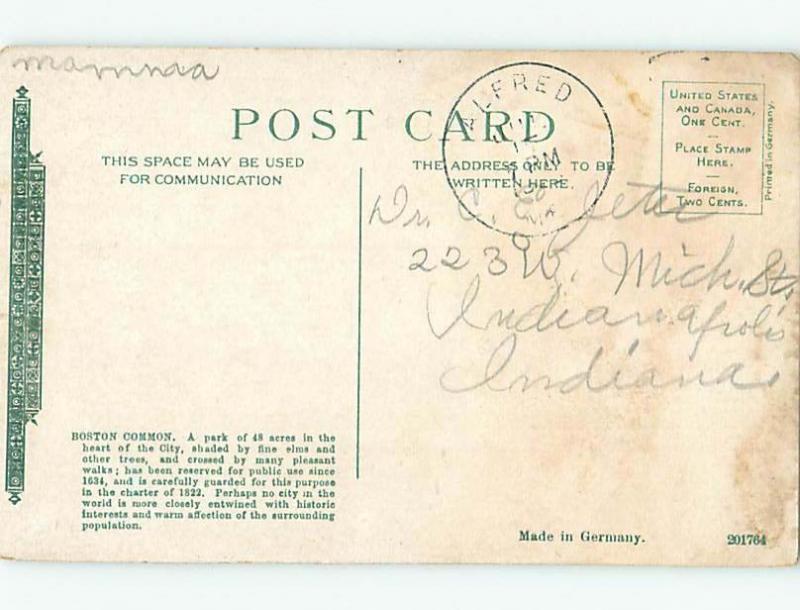 mamma
POST CARD
THIS SPACE MAY BE USED
FOR COMMUNICATION
THE ADDRESS ONLY TO BE
WRITTEN HERE.
ALFRED
PM
UNITED STATES
AND CANADA,
ONE CENT.
PLACE STAMP
HERE.
FOREIGN,
TWO CENTS.
Printed in Germany.
Dr. C. E. Jeter
223 W. Mich. St.
Indianapolis
Indiana
BOSTON COMMON. A park of 48 acres in the
heart of the City, shaded by fine elms and
other trees, and crossed by many pleasant
walks; has been reserved for public use since
1634, and is carefully guarded for this purpose
in the charter of 1822. Perhaps no city in the
world is more closely entwined with historic
interests and warm affection of the surrounding
population.
Made in Germany.
201764